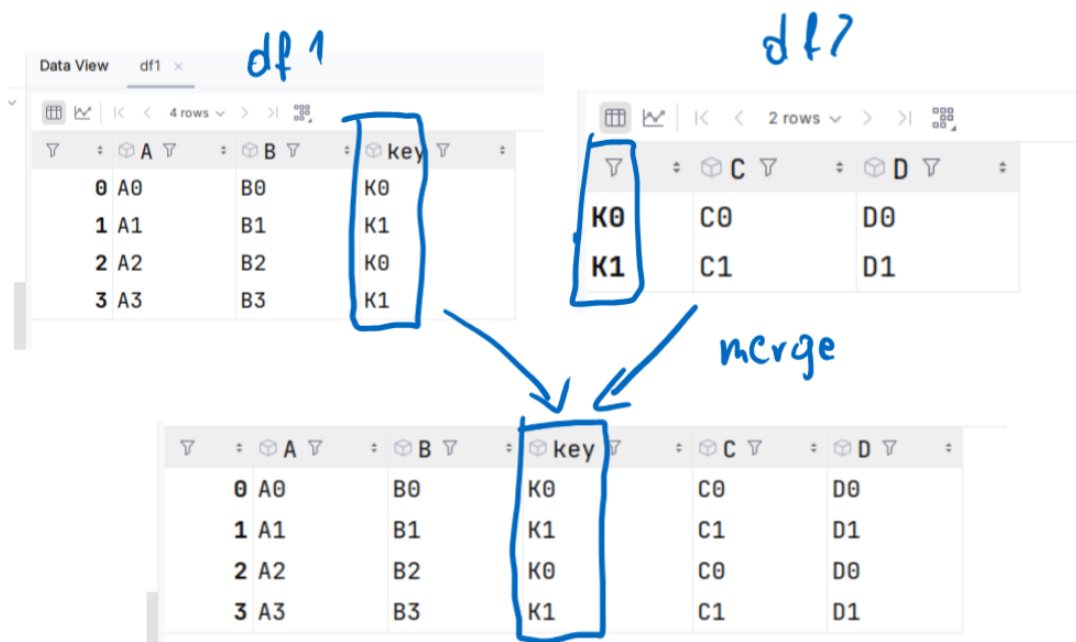 df1
df2
Data View df1 ×
4 rows
2 rows
A B key
0 A0 B0 K0
1 A1 B1 K1
2 A2 B2 K0
3 A3 B3 K1
C D
K0 C0 D0
K1 C1 D1
merge
A B key C D
0 A0 B0 K0 C0 D0
1 A1 B1 K1 C1 D1
2 A2 B2 K0 C0 D0
3 A3 B3 K1 C1 D1